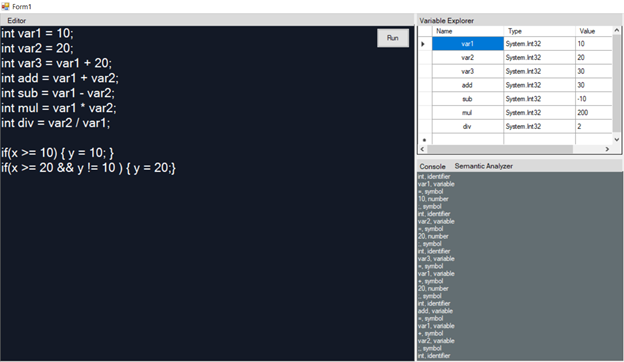 Form1
Editor
int var1 = 10;
int var2 = 20;
int var3 = var1 + 20;
int add = var1 + var2;
int sub = var1 - var2;
int mul = var1 * var2;
int div = var2 / var1;
if(x >= 10) { y = 10; }
if(x >= 20 && y != 10 ) { y = 20;}
Run
Variable Explorer
Name Type Value
var1 System.Int32 10
var2 System.Int32 20
var3 System.Int32 30
add System.Int32 30
sub System.Int32 -10
mul System.Int32 200
div System.Int32 2
Console Semantic Analyzer
int, identifier
var1, variable
=, symbol
10, number
;, symbol
int, identifier
var2, variable
=, symbol
20, number
;, symbol
int, identifier
var3, variable
=, symbol
var1, variable
+, symbol
20, number
;, symbol
int, identifier
add, variable
=, symbol
var1, variable
+, symbol
var2, variable
;, symbol
int, identifier